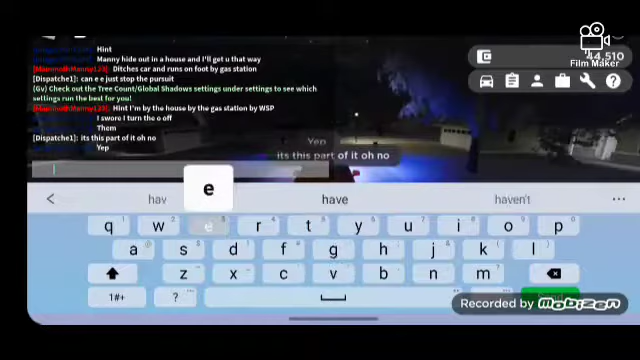 Hint
Manny hide out in a house and I'll get u that way
Ditches car and runs on foot by gas station
[Dispatche1]: can e e just stop the pursuit
(Gv) Check out the Tree Count/Global Shadows settings under settings to see which
settings run the best for you!
Hint I'm by the house by the gas station by WSP
I swore I turn the o off
Them
[Dispatche1]: its this part of it oh no
Yep
44,510
Film Maker
Yep
its this part of it oh no
hav
e
have
haven't
q w e r t y u i o p
a s d f g h j k l
z x c v b n m
1#+ ?
Recorded by mobizen